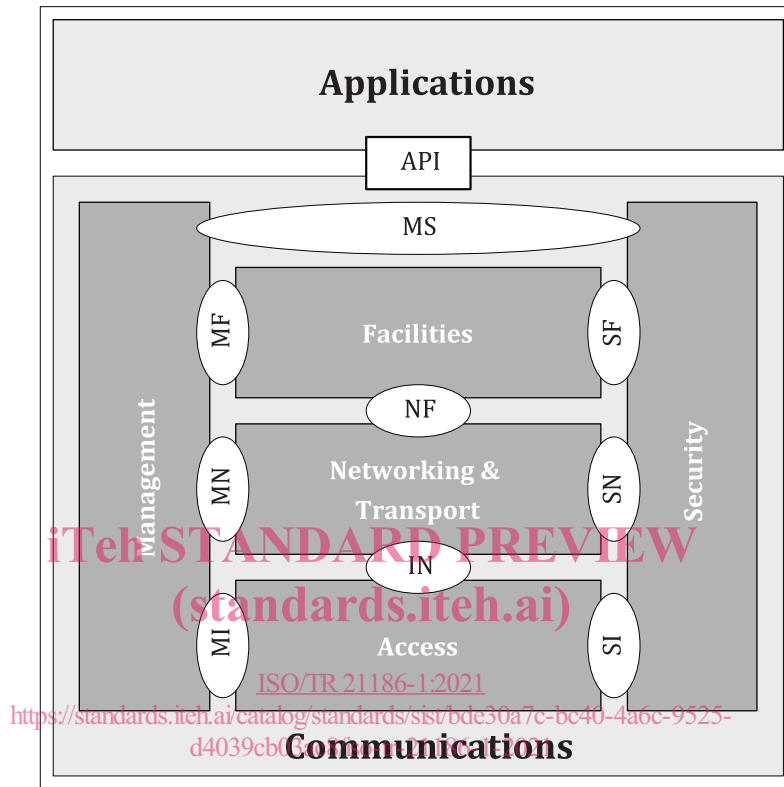 Applications
API
MS
MF
Facilities
SF
NF
Management
MN
Networking &
Transport
SN
Security
iTeh STANDARD PREVIEW
IN
(standards.iteh.ai)
MI
Access
SI
ISO/TR 21186-1:2021
https://standards.iteh.ai/catalog/standards/sist/bde30a7c-bc40-4a6c-9525-
Communications